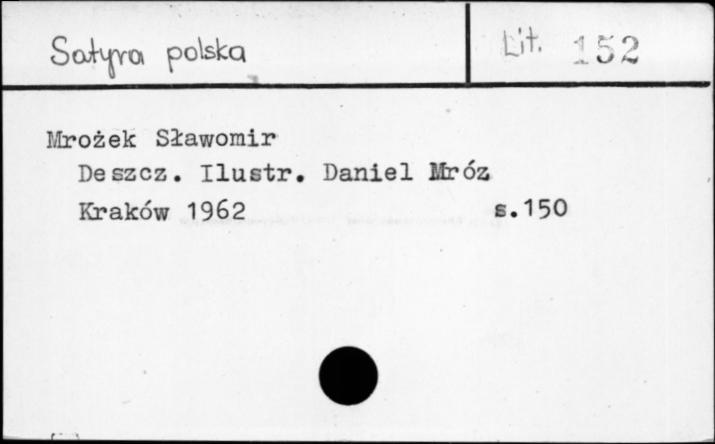 Satyra polska
Lit. 152
Mrożek Sławomir
Deszcz. Ilustr. Daniel Mróz
Kraków 1962 s.150